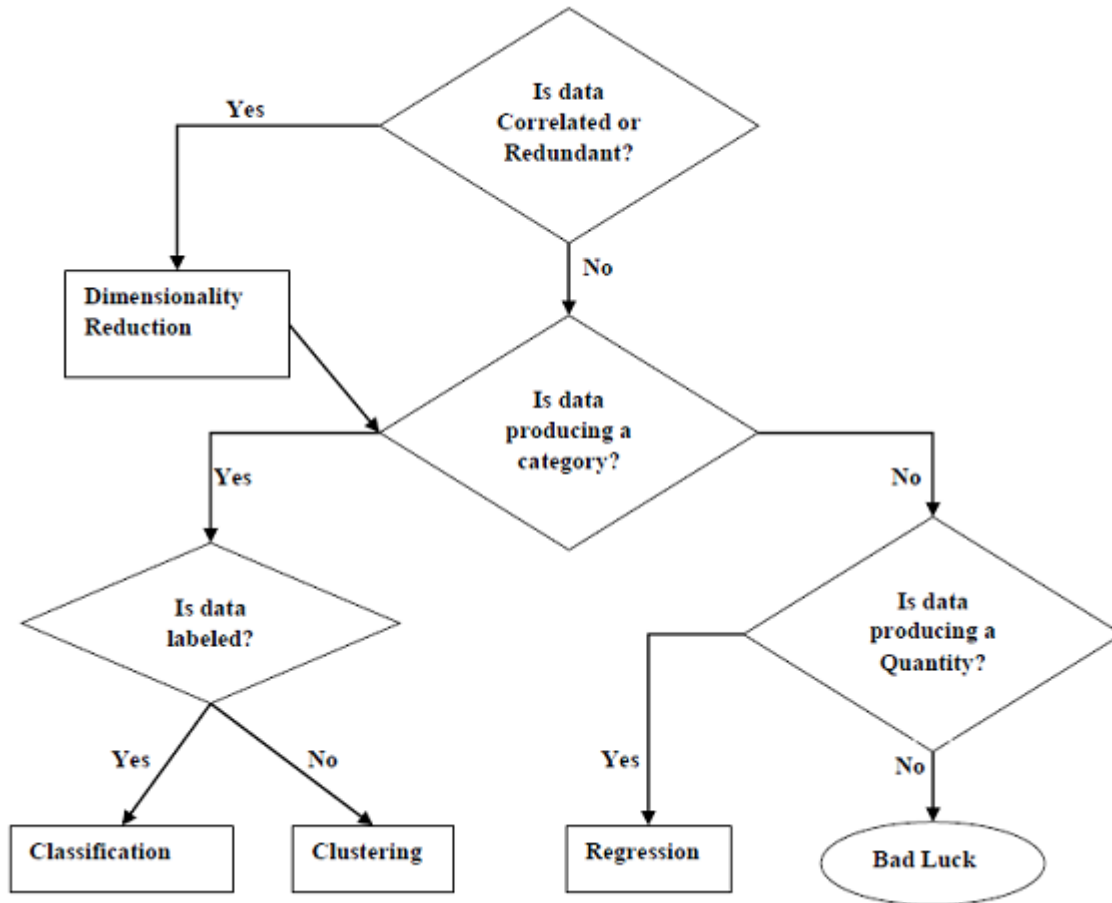 Is data
Correlated or
Redundant?
Yes
No
Dimensionality
Reduction
Is data
producing a
category?
Yes
No
Is data
labeled?
Is data
producing a
Quantity?
Yes
No
Yes
No
Classification
Clustering
Regression
Bad Luck